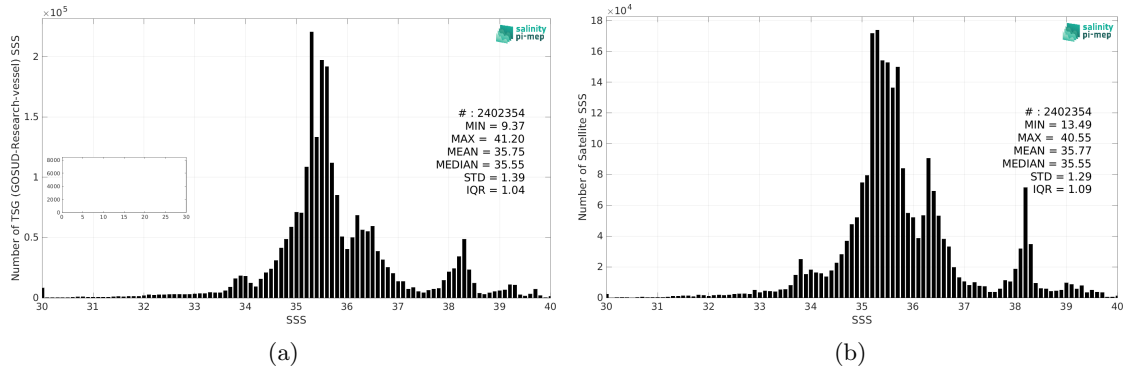 ×10^5
salinity
pi-mep
Number of TSG (GOSUD-Research-vessel) SSS
2
1.5
1
0.5
0
# : 2402354
MIN = 9.37
MAX = 41.20
MEAN = 35.75
MEDIAN = 35.55
STD = 1.39
IQR = 1.04
8000
6000
4000
2000
0
0 5 10 15 20 25 30
30 31 32 33 34 35 36 37 38 39 40
SSS
(a)
×10^4
salinity
pi-mep
Number of Satellite SSS
18
16
14
12
10
8
6
4
2
0
# : 2402354
MIN = 13.49
MAX = 40.55
MEAN = 35.77
MEDIAN = 35.55
STD = 1.29
IQR = 1.09
30 31 32 33 34 35 36 37 38 39 40
SSS
(b)